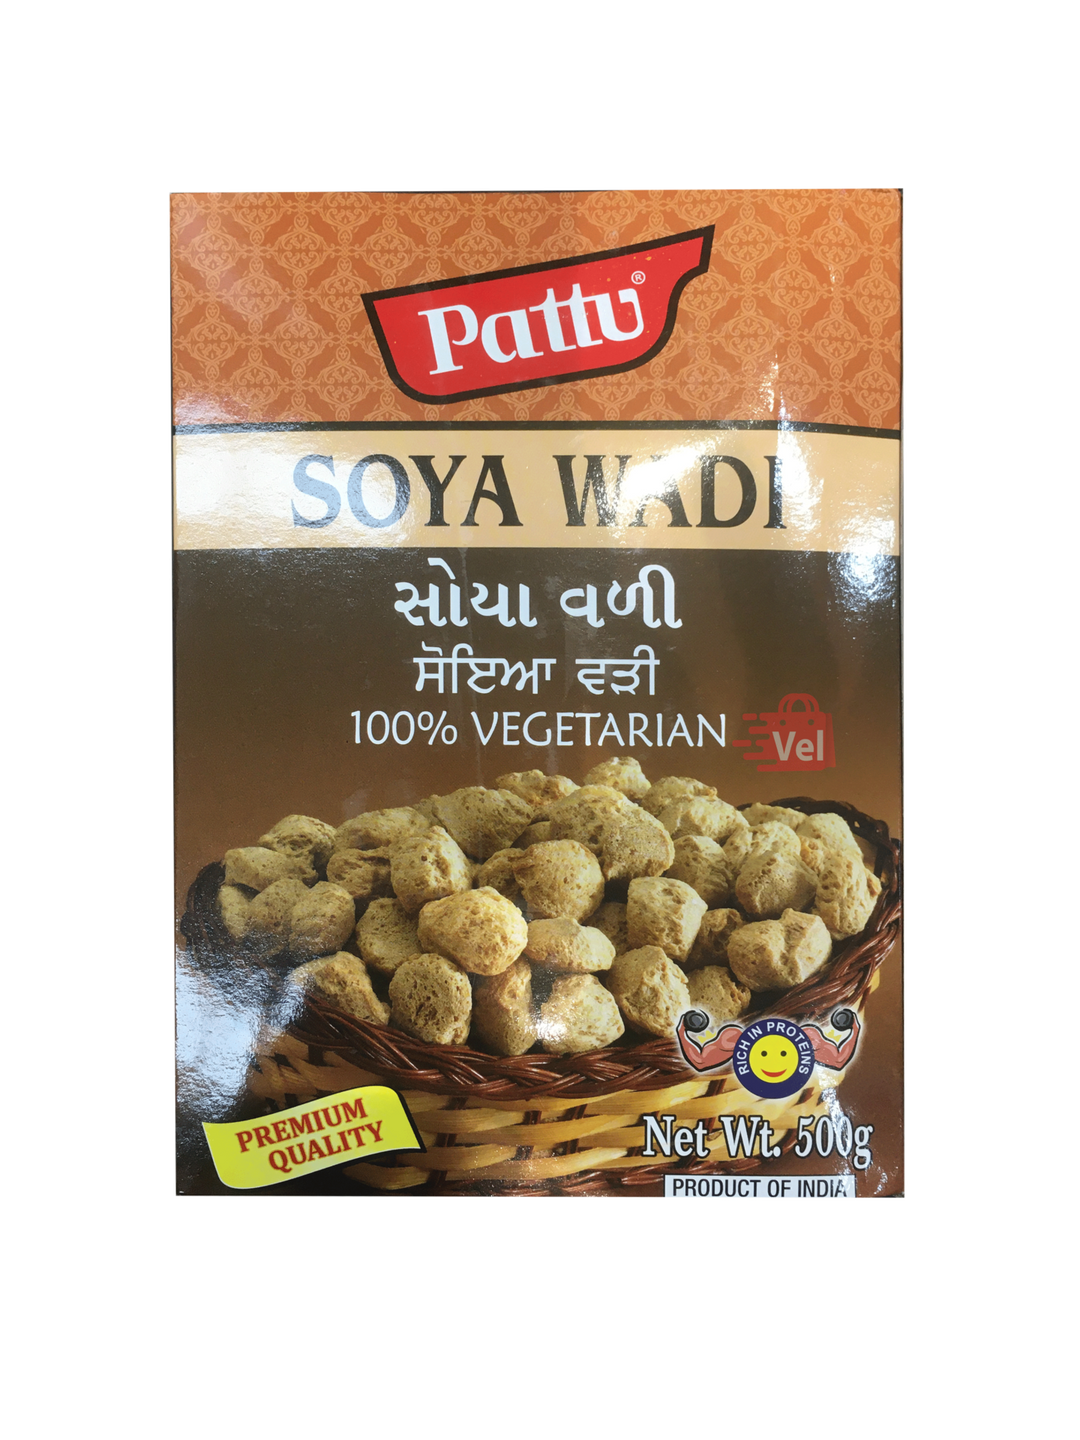 Pattu®
SOYA WADI
સોયા વળી
ਸੋਇਆ ਵੜੀ
100% VEGETARIAN
Vel
RICH IN PROTEINS
PREMIUM
QUALITY
Net Wt. 500g
PRODUCT OF INDIA